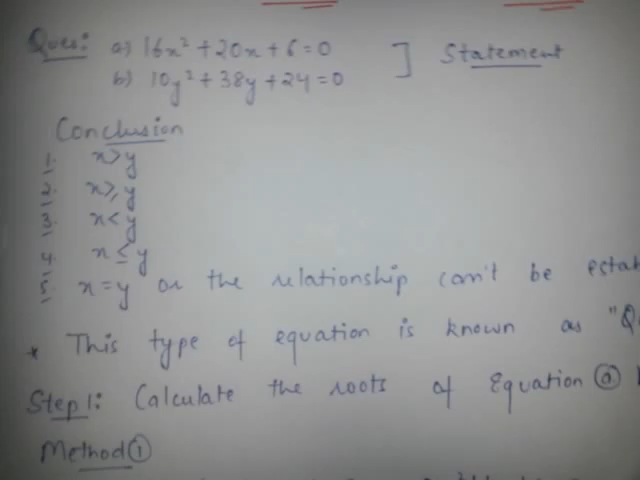 Ques: a) 16x² + 20x + 6 = 0 ] Statement
b) 10y² + 38y + 24 = 0
Conclusion
1. x > y
2. x ≥ y
3. x < y
4. x ≤ y
5. x = y or the relationship can't be
* This type of equation is known as
Step 1: Calculate the roots of Equation ⓐ
Method ①